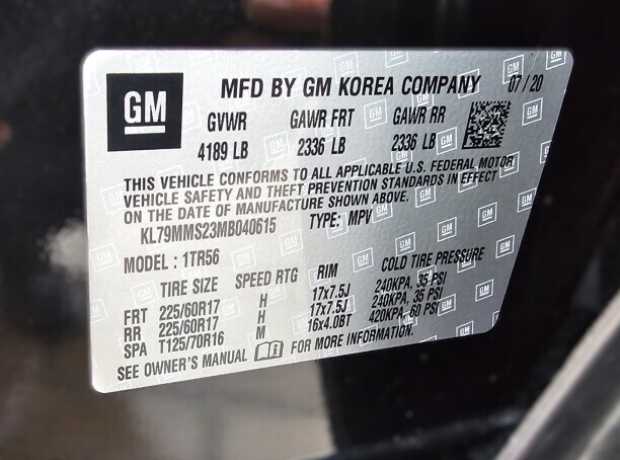 GM
MFD BY GM KOREA COMPANY 07/20
GVWR GAWR FRT GAWR RR
4189 LB 2336 LB 2336 LB
THIS VEHICLE CONFORMS TO ALL APPLICABLE U.S. FEDERAL MOTOR
VEHICLE SAFETY AND THEFT PREVENTION STANDARDS IN EFFECT
ON THE DATE OF MANUFACTURE SHOWN ABOVE.
KL79MMS23MB040615 TYPE: MPV
MODEL : 1TR56
TIRE SIZE SPEED RTG RIM COLD TIRE PRESSURE
FRT 225/60R17 H 17x7.5J 240KPA, 35 PSI
RR 225/60R17 H 17x7.5J 240KPA, 35 PSI
SPA T125/70R16 M 16x4.0BT 420KPA, 60 PSI
SEE OWNER'S MANUAL FOR MORE INFORMATION.